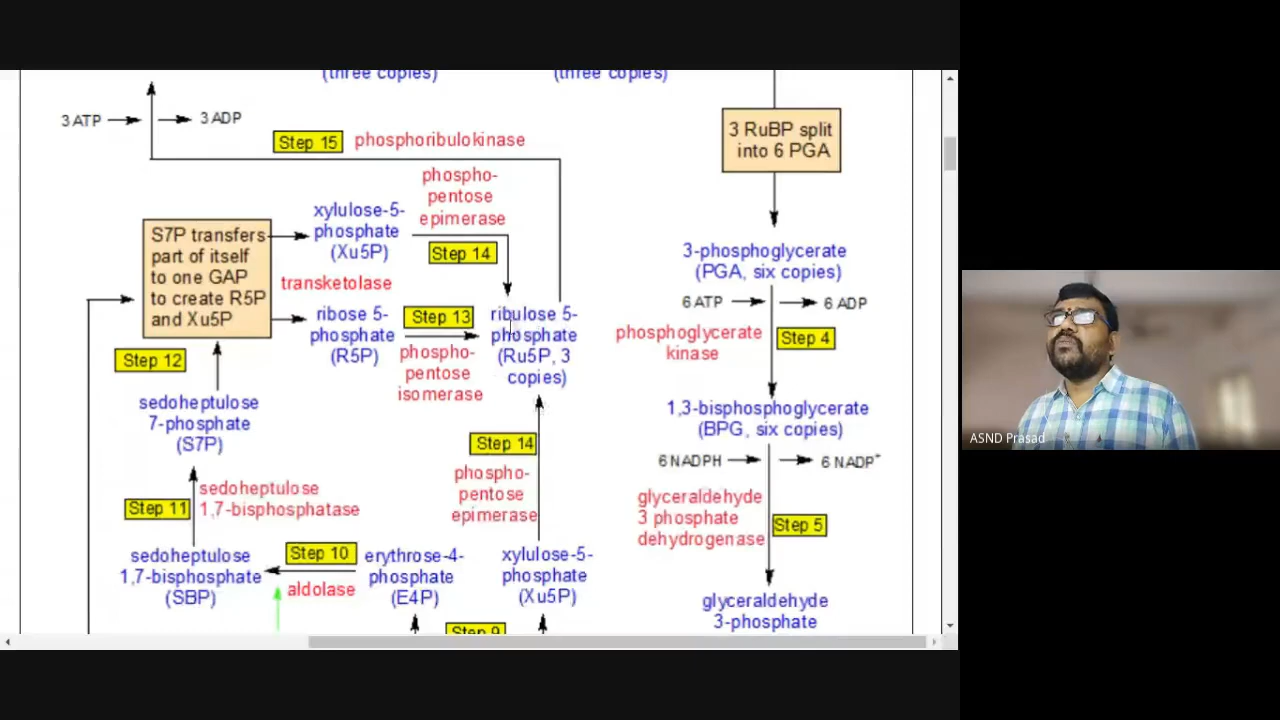 (three copies)
(three copies)
3 ATP
3 ADP
Step 15
phosphoribulokinase
3 RuBP split
into 6 PGA
phospho-
pentose
epimerase
xylulose-5-
phosphate
(Xu5P)
Step 14
S7P transfers
part of itself
to one GAP
to create R5P
and Xu5P
transketolase
ribose 5-
phosphate
(R5P)
Step 13
phospho-
pentose
isomerase
ribulose 5-
phosphate
(Ru5P, 3
copies)
3-phosphoglycerate
(PGA, six copies)
6 ATP
6 ADP
phosphoglycerate
kinase
Step 4
Step 12
sedoheptulose
7-phosphate
(S7P)
1,3-bisphosphoglycerate
(BPG, six copies)
Step 14
phospho-
pentose
epimerase
6 NADPH
6 NADP+
glyceraldehyde
3 phosphate
dehydrogenase
Step 5
Step 11
sedoheptulose
1,7-bisphosphatase
sedoheptulose
1,7-bisphosphate
(SBP)
Step 10
aldolase
erythrose-4-
phosphate
(E4P)
xylulose-5-
phosphate
(Xu5P)
glyceraldehyde
3-phosphate
Step 9
ASND Prasad